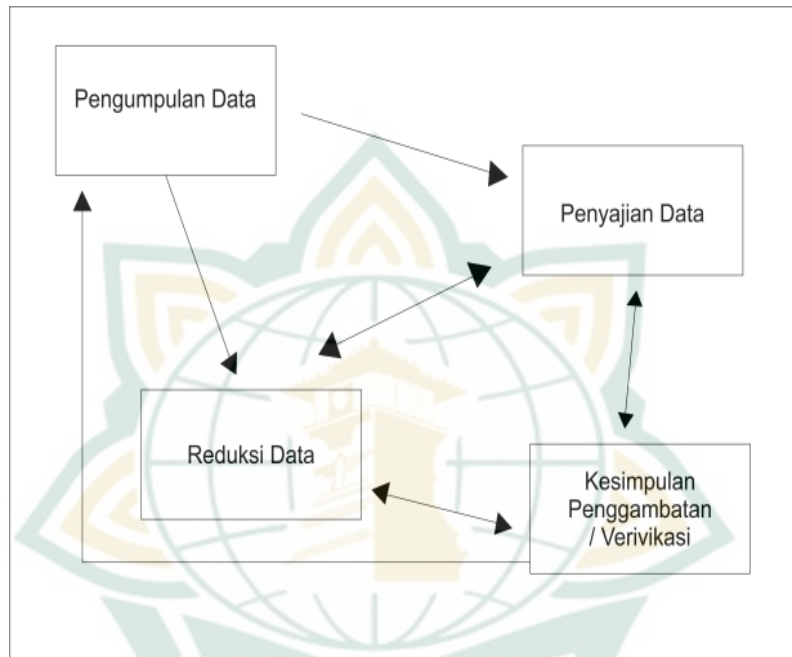 Pengumpulan Data
Penyajian Data
Reduksi Data
Kesimpulan
Penggambatan
/ Verivikasi